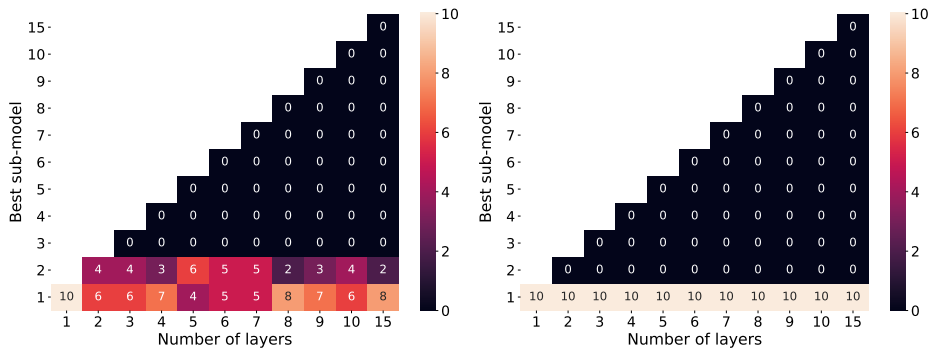 Best sub-model
15 0
10 0 0
9 0 0 0
8 0 0 0 0
7 0 0 0 0 0
6 0 0 0 0 0 0
5 0 0 0 0 0 0 0
4 0 0 0 0 0 0 0 0
3 0 0 0 0 0 0 0 0 0
2 4 4 3 6 5 5 2 3 4 2
1 10 6 6 7 4 5 5 8 7 6 8
1 2 3 4 5 6 7 8 9 10 15
Number of layers
10
8
6
4
2
0
Best sub-model
15 0
10 0 0
9 0 0 0
8 0 0 0 0
7 0 0 0 0 0
6 0 0 0 0 0 0
5 0 0 0 0 0 0 0
4 0 0 0 0 0 0 0 0
3 0 0 0 0 0 0 0 0 0
2 0 0 0 0 0 0 0 0 0 0
1 10 10 10 10 10 10 10 10 10 10 10
1 2 3 4 5 6 7 8 9 10 15
Number of layers
10
8
6
4
2
0